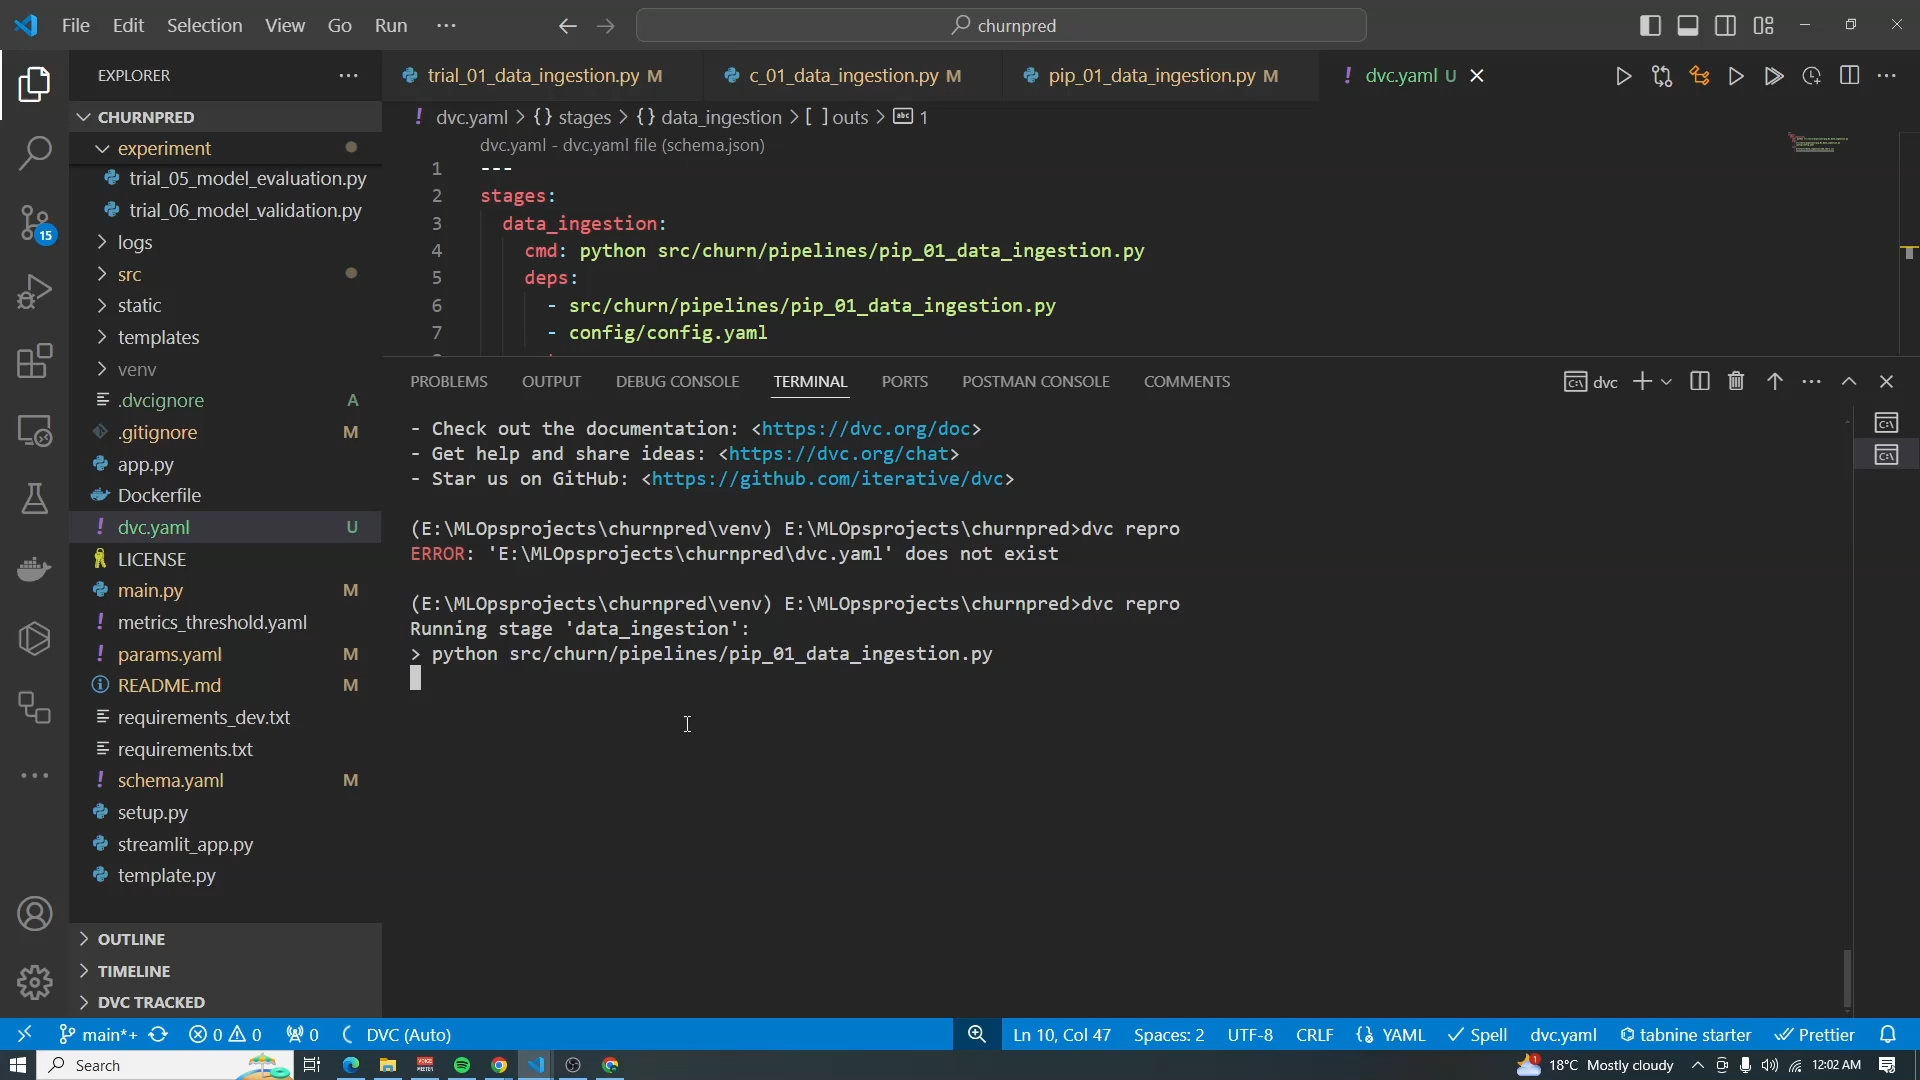 File Edit Selection View Go Run ···
churnpred
EXPLORER ···
CHURNPRED
experiment
trial_05_model_evaluation.py
trial_06_model_validation.py
logs
src
static
templates
venv
.dvcignore A
.gitignore M
app.py
Dockerfile
dvc.yaml U
LICENSE
main.py M
metrics_threshold.yaml
params.yaml M
README.md M
requirements_dev.txt
requirements.txt
schema.yaml M
setup.py
streamlit_app.py
template.py
OUTLINE
TIMELINE
DVC TRACKED
15
trial_01_data_ingestion.py M c_01_data_ingestion.py M pip_01_data_ingestion.py M ! dvc.yaml U
! dvc.yaml > {} stages > {} data_ingestion > [ ] outs > abc 1
dvc.yaml - dvc.yaml file (schema.json)
1 ---
2 stages:
3 data_ingestion:
4 cmd: python src/churn/pipelines/pip_01_data_ingestion.py
5 deps:
6 - src/churn/pipelines/pip_01_data_ingestion.py
7 - config/config.yaml
PROBLEMS OUTPUT DEBUG CONSOLE TERMINAL PORTS POSTMAN CONSOLE COMMENTS dvc
- Check out the documentation: <https://dvc.org/doc>
- Get help and share ideas: <https://dvc.org/chat>
- Star us on GitHub: <https://github.com/iterative/dvc>
(E:\MLOpsprojects\churnpred\venv) E:\MLOpsprojects\churnpred>dvc repro
ERROR: 'E:\MLOpsprojects\churnpred\dvc.yaml' does not exist
(E:\MLOpsprojects\churnpred\venv) E:\MLOpsprojects\churnpred>dvc repro
Running stage 'data_ingestion':
> python src/churn/pipelines/pip_01_data_ingestion.py
main*+ 0 0 0 DVC (Auto) Ln 10, Col 47 Spaces: 2 UTF-8 CRLF {} YAML Spell dvc.yaml tabnine starter Prettier
Search 1 18°C Mostly cloudy 12:02 AM